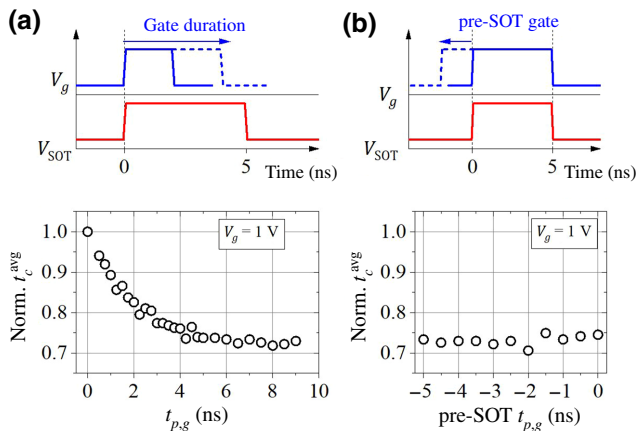 (a)
Gate duration
V_g
V_SOT
0
5
Time (ns)
1.0
0.9
0.8
0.7
Norm. t_c^avg
V_g = 1 V
0 2 4 6 8 10
t_p,g (ns)
(b)
pre-SOT gate
V_g
V_SOT
0
5
Time (ns)
1.0
0.9
0.8
0.7
Norm. t_c^avg
V_g = 1 V
−5 −4 −3 −2 −1 0
pre-SOT t_p,g (ns)